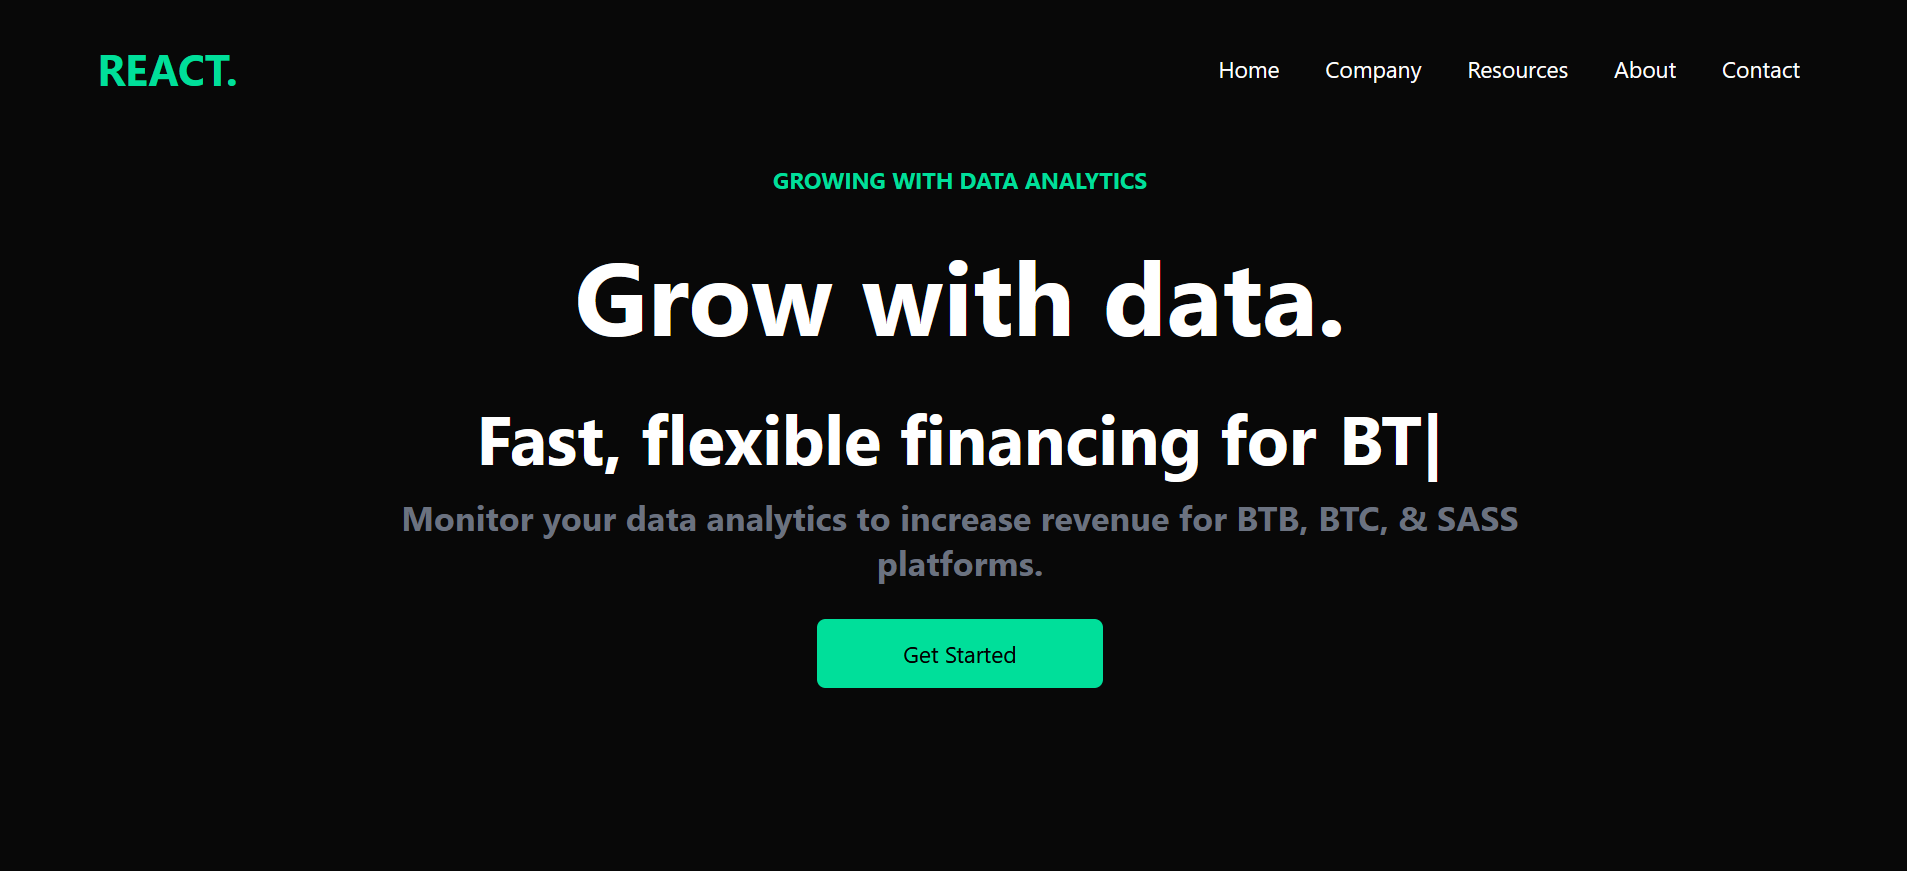 REACT.
Home Company Resources About Contact
GROWING WITH DATA ANALYTICS
Grow with data.
Fast, flexible financing for BT|
Monitor your data analytics to increase revenue for BTB, BTC, & SASS
platforms.
Get Started